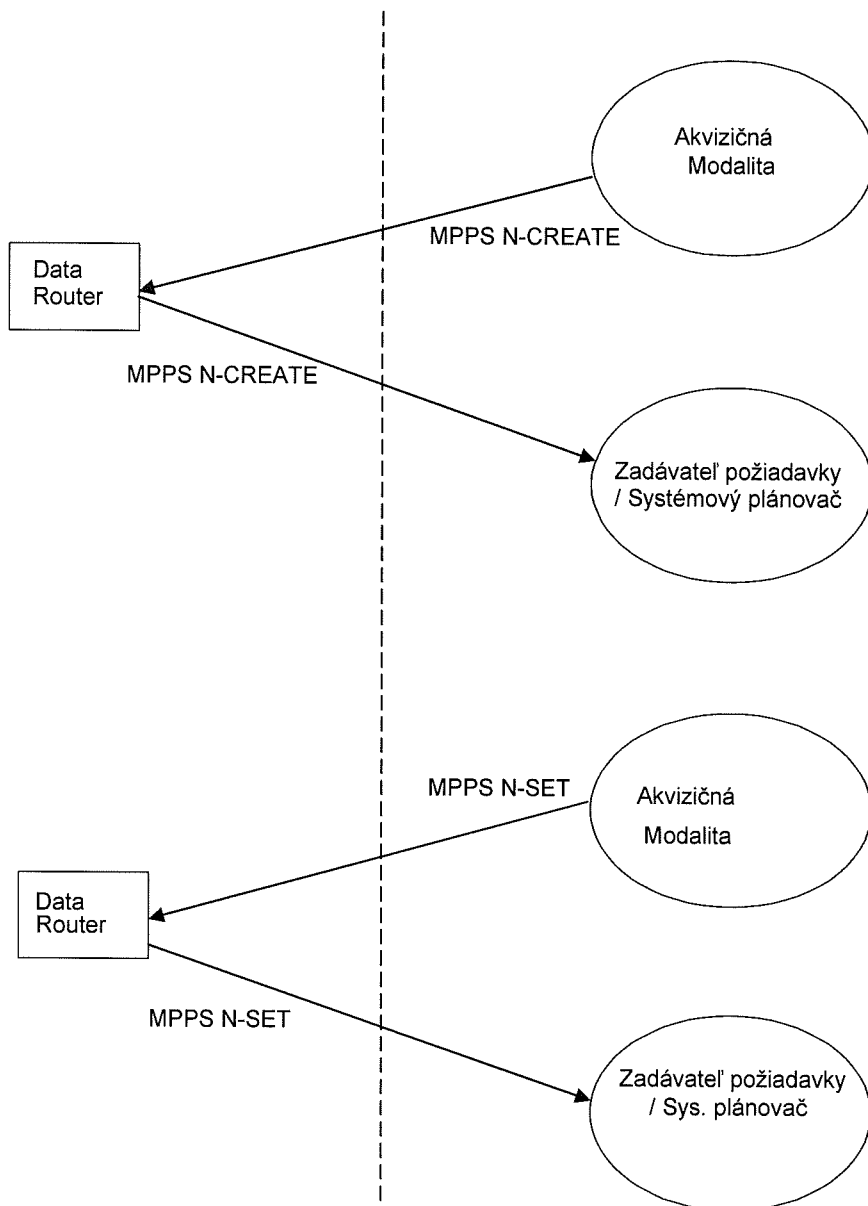 Akvizičná
Modalita
MPPS N-CREATE
Data
Router
MPPS N-CREATE
Zadávateľ požiadavky
/ Systémový plánovač
MPPS N-SET
Akvizičná
Modalita
Data
Router
MPPS N-SET
Zadávateľ požiadavky
/ Sys. plánovač